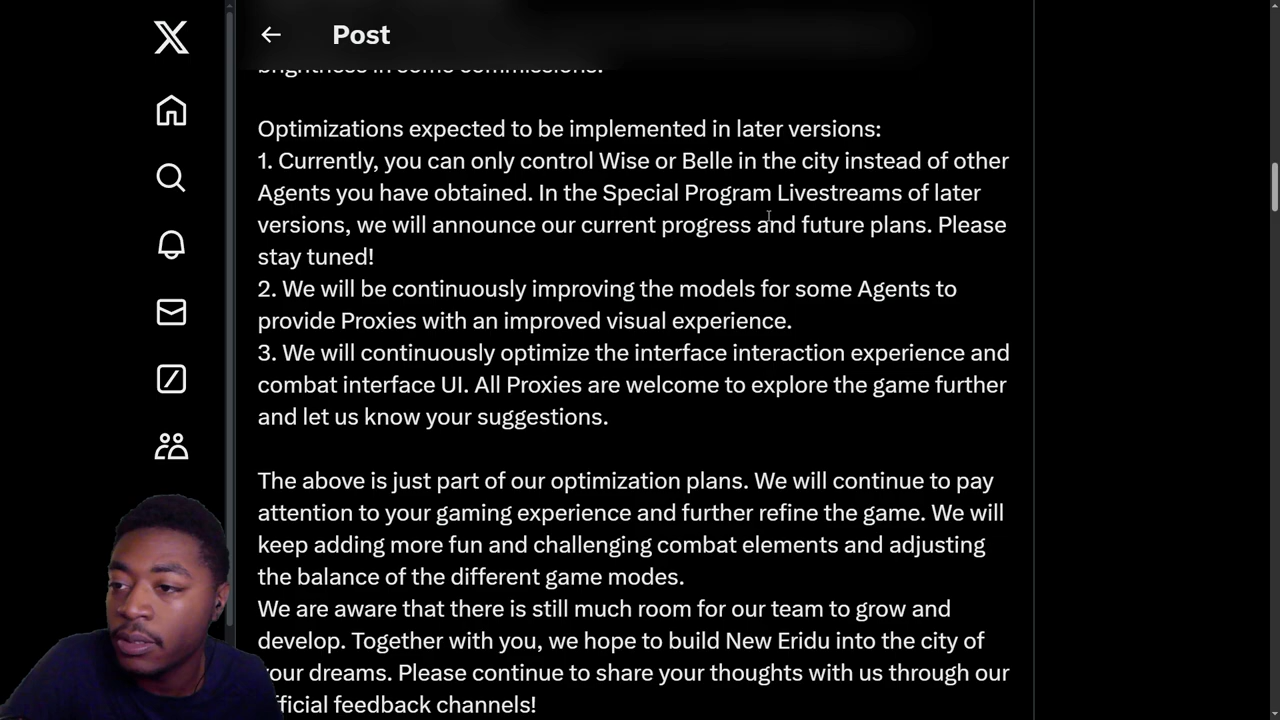 Post
brightness in some commissions.
Optimizations expected to be implemented in later versions:
1. Currently, you can only control Wise or Belle in the city instead of other
Agents you have obtained. In the Special Program Livestreams of later
versions, we will announce our current progress and future plans. Please
stay tuned!
2. We will be continuously improving the models for some Agents to
provide Proxies with an improved visual experience.
3. We will continuously optimize the interface interaction experience and
combat interface UI. All Proxies are welcome to explore the game further
and let us know your suggestions.
The above is just part of our optimization plans. We will continue to pay
attention to your gaming experience and further refine the game. We will
keep adding more fun and challenging combat elements and adjusting
the balance of the different game modes.
We are aware that there is still much room for our team to grow and
develop. Together with you, we hope to build New Eridu into the city of
your dreams. Please continue to share your thoughts with us through our
official feedback channels!